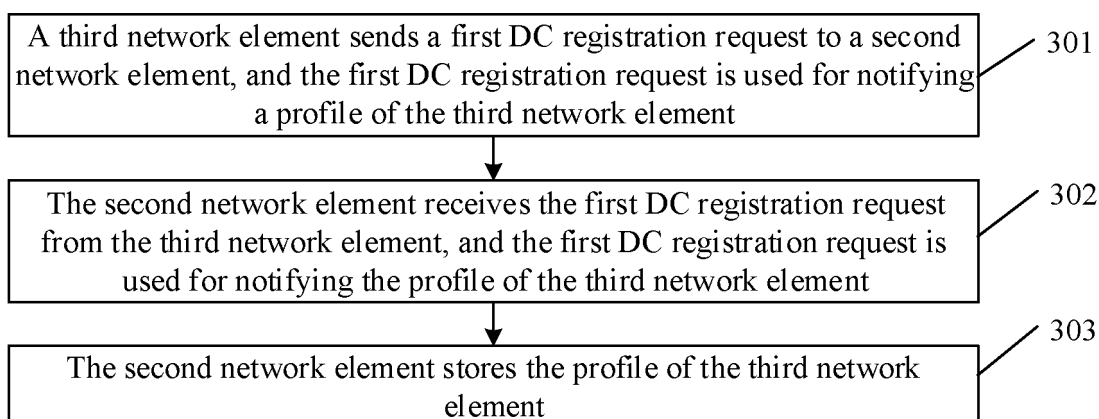 A third network element sends a first DC registration request to a second
network element, and the first DC registration request is used for notifying
a profile of the third network element
301
The second network element receives the first DC registration request
from the third network element, and the first DC registration request is
used for notifying the profile of the third network element
302
The second network element stores the profile of the third network
element
303